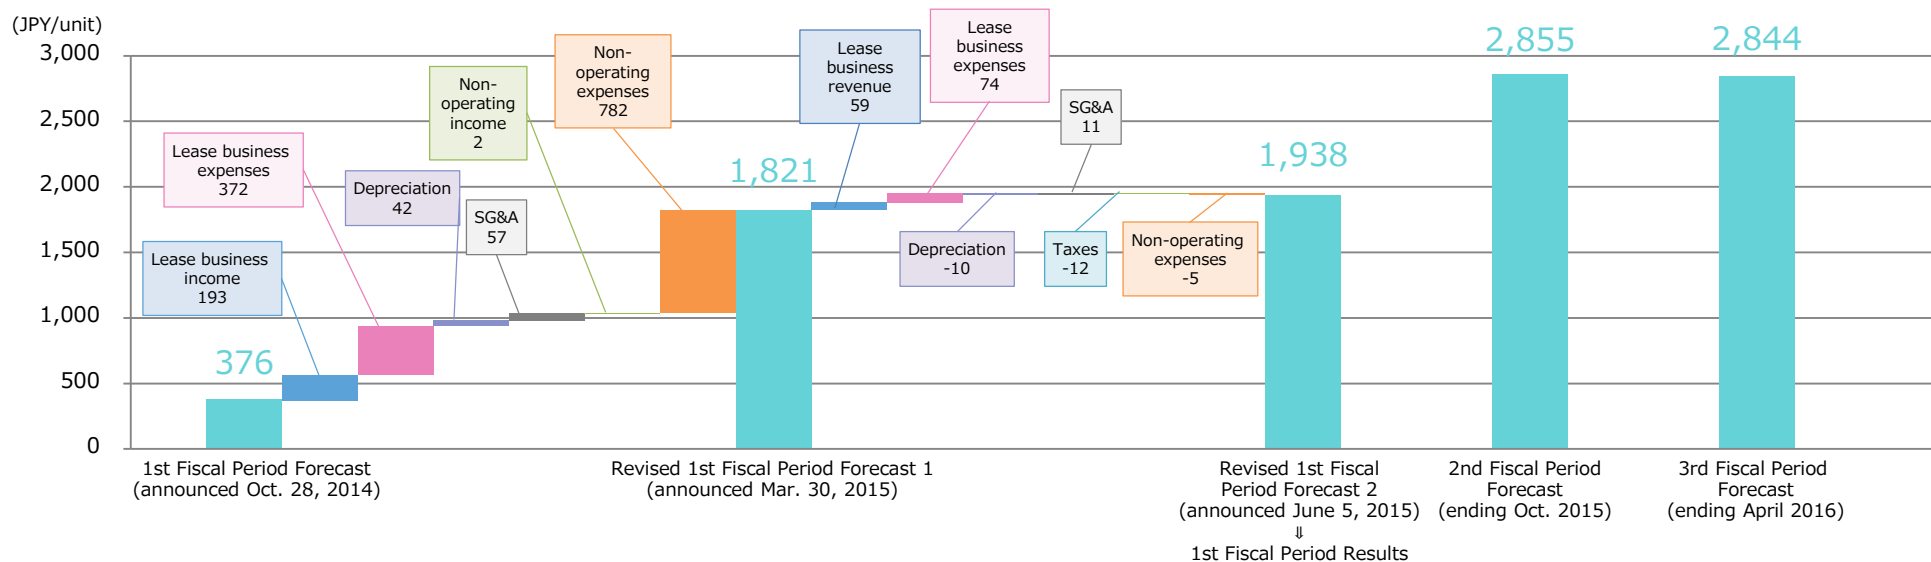 (JPY/unit)
3,000
2,500
2,000
1,500
1,000
500
0
376
Lease business
income
193
Lease business
expenses
372
Depreciation
42
SG&A
57
Non-
operating
income
2
Non-
operating
expenses
782
1,821
Lease
business
revenue
59
Lease
business
expenses
74
Depreciation
-10
SG&A
11
Taxes
-12
Non-operating
expenses
-5
1,938
2,855
2,844
1st Fiscal Period Forecast
(announced Oct. 28, 2014)
Revised 1st Fiscal Period Forecast 1
(announced Mar. 30, 2015)
Revised 1st Fiscal
Period Forecast 2
(announced June 5, 2015)
⇓
1st Fiscal Period Results
2nd Fiscal Period
Forecast
(ending Oct. 2015)
3rd Fiscal Period
Forecast
(ending April 2016)